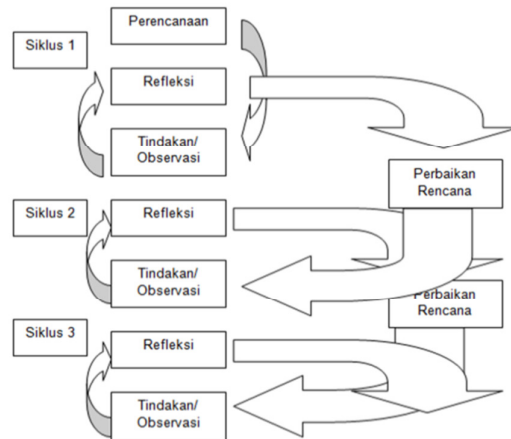 Perencanaan
Siklus 1
Refleksi
Tindakan/
Observasi
Perbaikan
Rencana
Siklus 2
Refleksi
Tindakan/
Observasi
Perbaikan
Rencana
Siklus 3
Refleksi
Tindakan/
Observasi